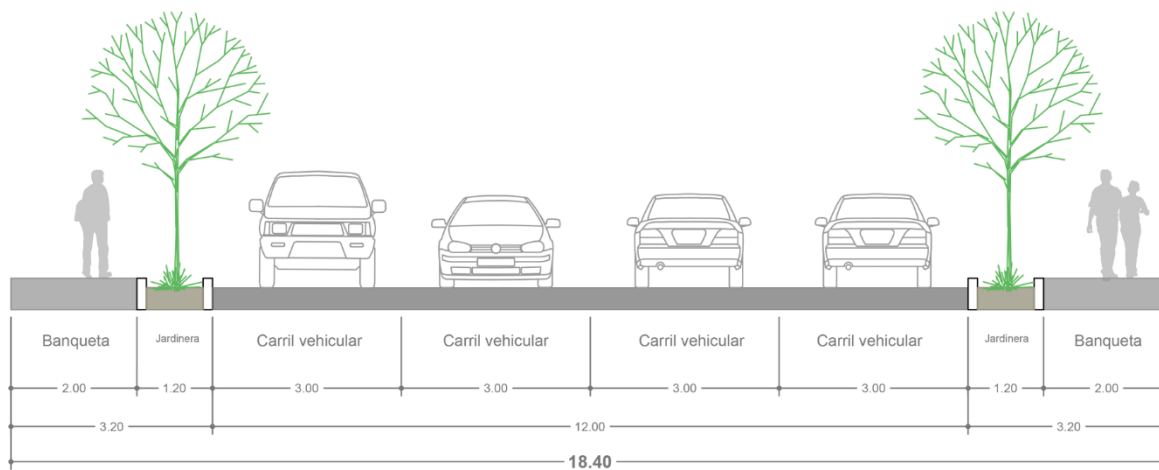 Banqueta Jardinera Carril vehicular Carril vehicular Carril vehicular Carril vehicular Jardinera Banqueta
2.00 1.20 3.00 3.00 3.00 3.00 1.20 2.00
3.20 12.00 3.20
18.40